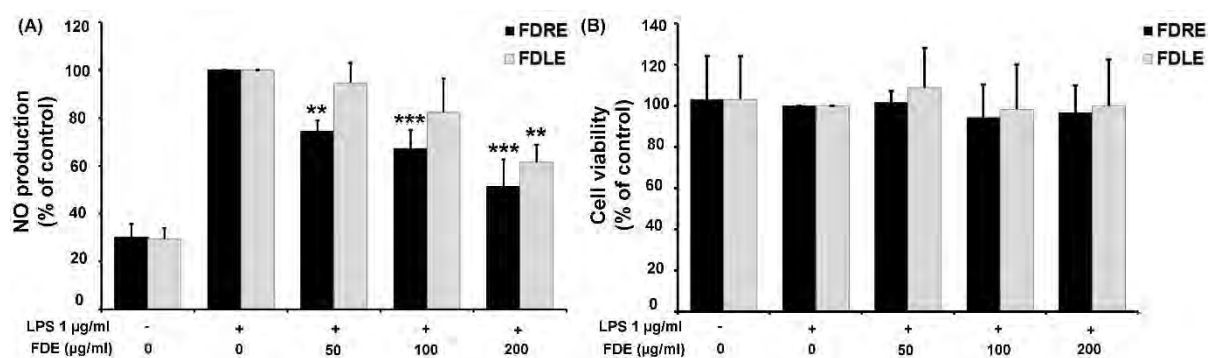 (A)
NO production
(% of control)
120
100
80
60
40
20
0
FDRE
FDLE
**
***
***
**
LPS 1 µg/ml - + + + +
FDE (µg/ml) 0 0 50 100 200
(B)
Cell viability
(% of control)
140
120
100
80
60
40
20
0
FDRE
FDLE
LPS 1 µg/ml - + + + +
FDE (µg/ml) 0 0 50 100 200